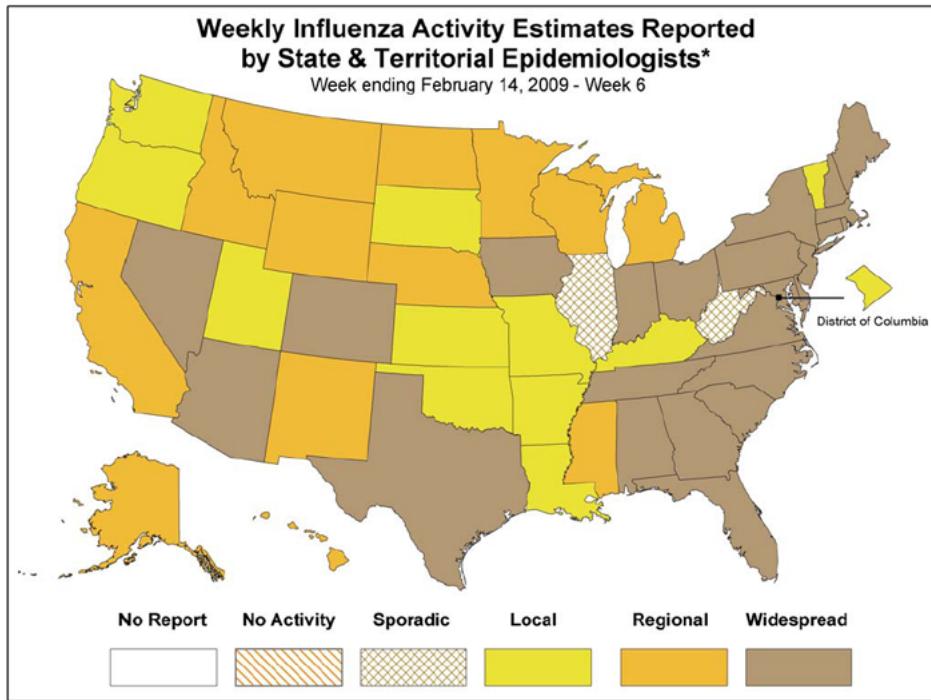 Weekly Influenza Activity Estimates Reported
by State & Territorial Epidemiologists*
Week ending February 14, 2009 - Week 6
District of Columbia
No Report No Activity Sporadic Local Regional Widespread